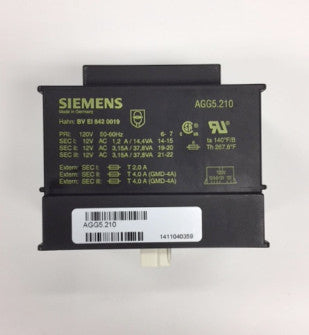 SIEMENS
Made in Germany
AGG5.210
Hahn: BV EI 542 0019
PRI: 120V 50-60Hz 6- 7
SEC I: 12V AC 1,2 A / 14.4VA 14-15
SEC II: 12V AC 3,15A / 37.8VA 19-20
SEC III: 12V AC 3,15A / 37.8VA 21-22
ta 140°F/B
Th 267,8°F
Extern SEC I: T 2,0 A
Extern SEC II: T 4,0 A (GMD-4A)
Extern SEC III: T 4,0 A (GMD-4A)
AGG5.210
1411040359